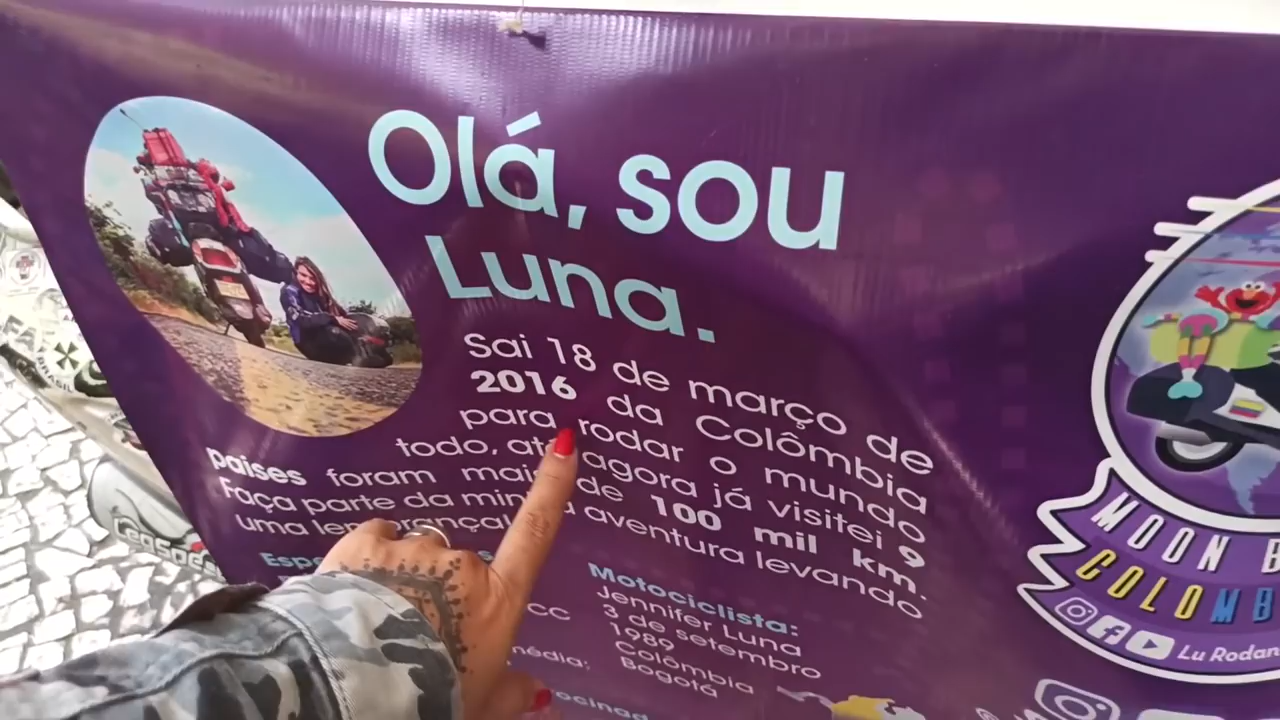 Olá, sou
Luna.
Sai 18 de março de
2016 da Colômbia
para rodar o mundo
todo, até agora já visitei 9
paises foram mais de 100 mil km.
Faça parte da minha aventura levando
uma lembrança!
Motociclista:
Jennifer Luna
3 de setembro
1989
Colômbia
Bogotá
CC
MOON B
COLOMB
Lu Rodan